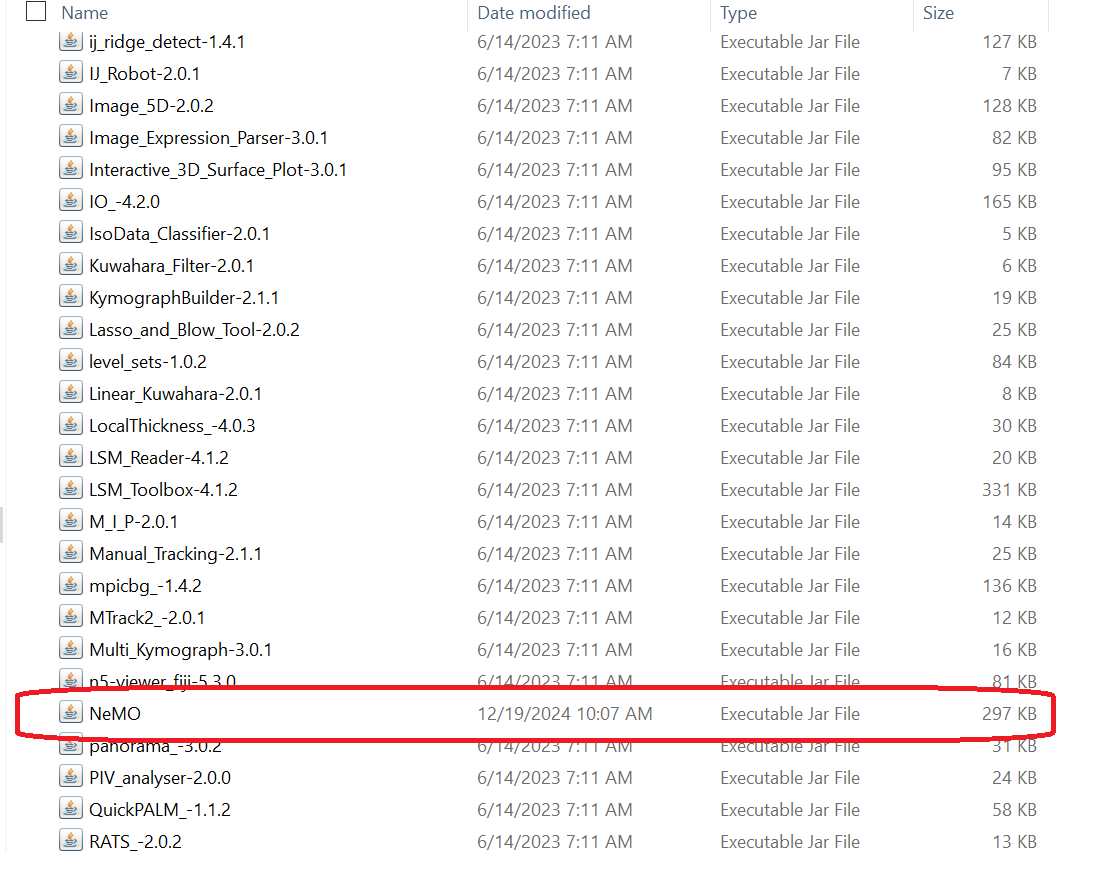 Name Date modified Type Size
ij_ridge_detect-1.4.1 6/14/2023 7:11 AM Executable Jar File 127 KB
IJ_Robot-2.0.1 6/14/2023 7:11 AM Executable Jar File 7 KB
Image_5D-2.0.2 6/14/2023 7:11 AM Executable Jar File 128 KB
Image_Expression_Parser-3.0.1 6/14/2023 7:11 AM Executable Jar File 82 KB
Interactive_3D_Surface_Plot-3.0.1 6/14/2023 7:11 AM Executable Jar File 95 KB
IO_-4.2.0 6/14/2023 7:11 AM Executable Jar File 165 KB
IsoData_Classifier-2.0.1 6/14/2023 7:11 AM Executable Jar File 5 KB
Kuwahara_Filter-2.0.1 6/14/2023 7:11 AM Executable Jar File 6 KB
KymographBuilder-2.1.1 6/14/2023 7:11 AM Executable Jar File 19 KB
Lasso_and_Blow_Tool-2.0.2 6/14/2023 7:11 AM Executable Jar File 25 KB
level_sets-1.0.2 6/14/2023 7:11 AM Executable Jar File 84 KB
Linear_Kuwahara-2.0.1 6/14/2023 7:11 AM Executable Jar File 8 KB
LocalThickness_-4.0.3 6/14/2023 7:11 AM Executable Jar File 30 KB
LSM_Reader-4.1.2 6/14/2023 7:11 AM Executable Jar File 20 KB
LSM_Toolbox-4.1.2 6/14/2023 7:11 AM Executable Jar File 331 KB
M_I_P-2.0.1 6/14/2023 7:11 AM Executable Jar File 14 KB
Manual_Tracking-2.1.1 6/14/2023 7:11 AM Executable Jar File 25 KB
mpicbg_-1.4.2 6/14/2023 7:11 AM Executable Jar File 136 KB
MTrack2_-2.0.1 6/14/2023 7:11 AM Executable Jar File 12 KB
Multi_Kymograph-3.0.1 6/14/2023 7:11 AM Executable Jar File 16 KB
n5-viewer_fiji-5.3.0 6/14/2023 7:11 AM Executable Jar File 81 KB
NeMO 12/19/2024 10:07 AM Executable Jar File 297 KB
panorama_-3.0.2 6/14/2023 7:11 AM Executable Jar File 31 KB
PIV_analyser-2.0.0 6/14/2023 7:11 AM Executable Jar File 24 KB
QuickPALM_-1.1.2 6/14/2023 7:11 AM Executable Jar File 58 KB
RATS_-2.0.2 6/14/2023 7:11 AM Executable Jar File 13 KB